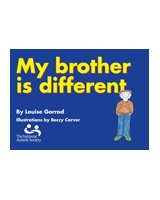 My brother
is different
By Louise Gorrod
Illustrations by Beccy Carver
The National
Autistic Society